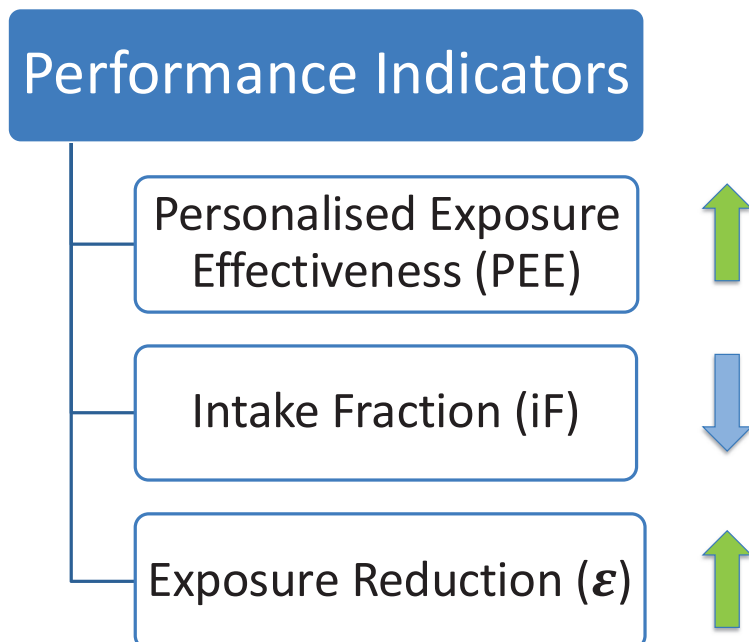 Performance Indicators
Personalised Exposure
Effectiveness (PEE)
Intake Fraction (iF)
Exposure Reduction (ε)